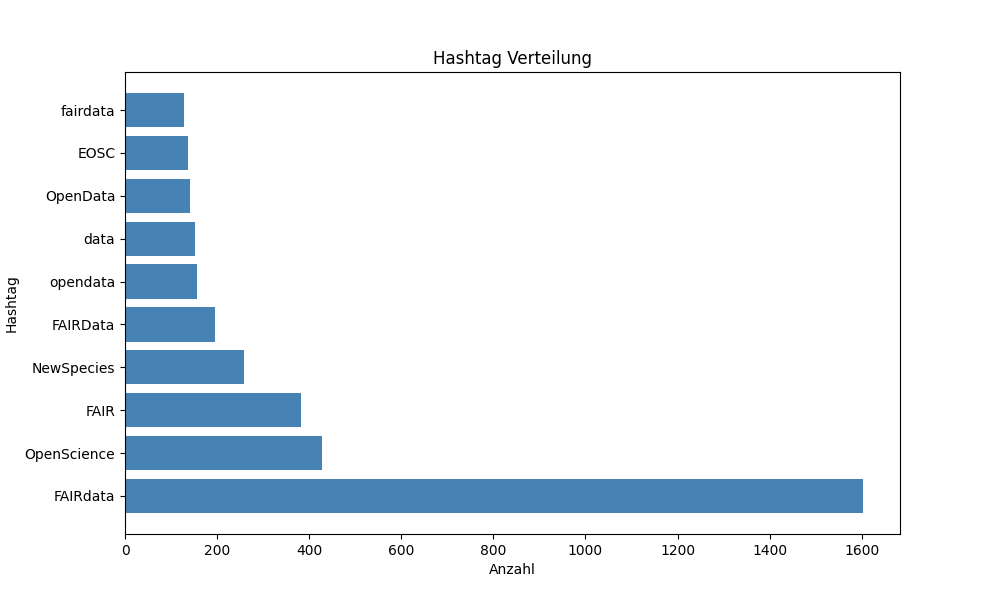 Hashtag Verteilung
fairdata
EOSC
OpenData
data
opendata
FAIRData
NewSpecies
FAIR
OpenScience
FAIRdata
Hashtag
0 200 400 600 800 1000 1200 1400 1600
Anzahl